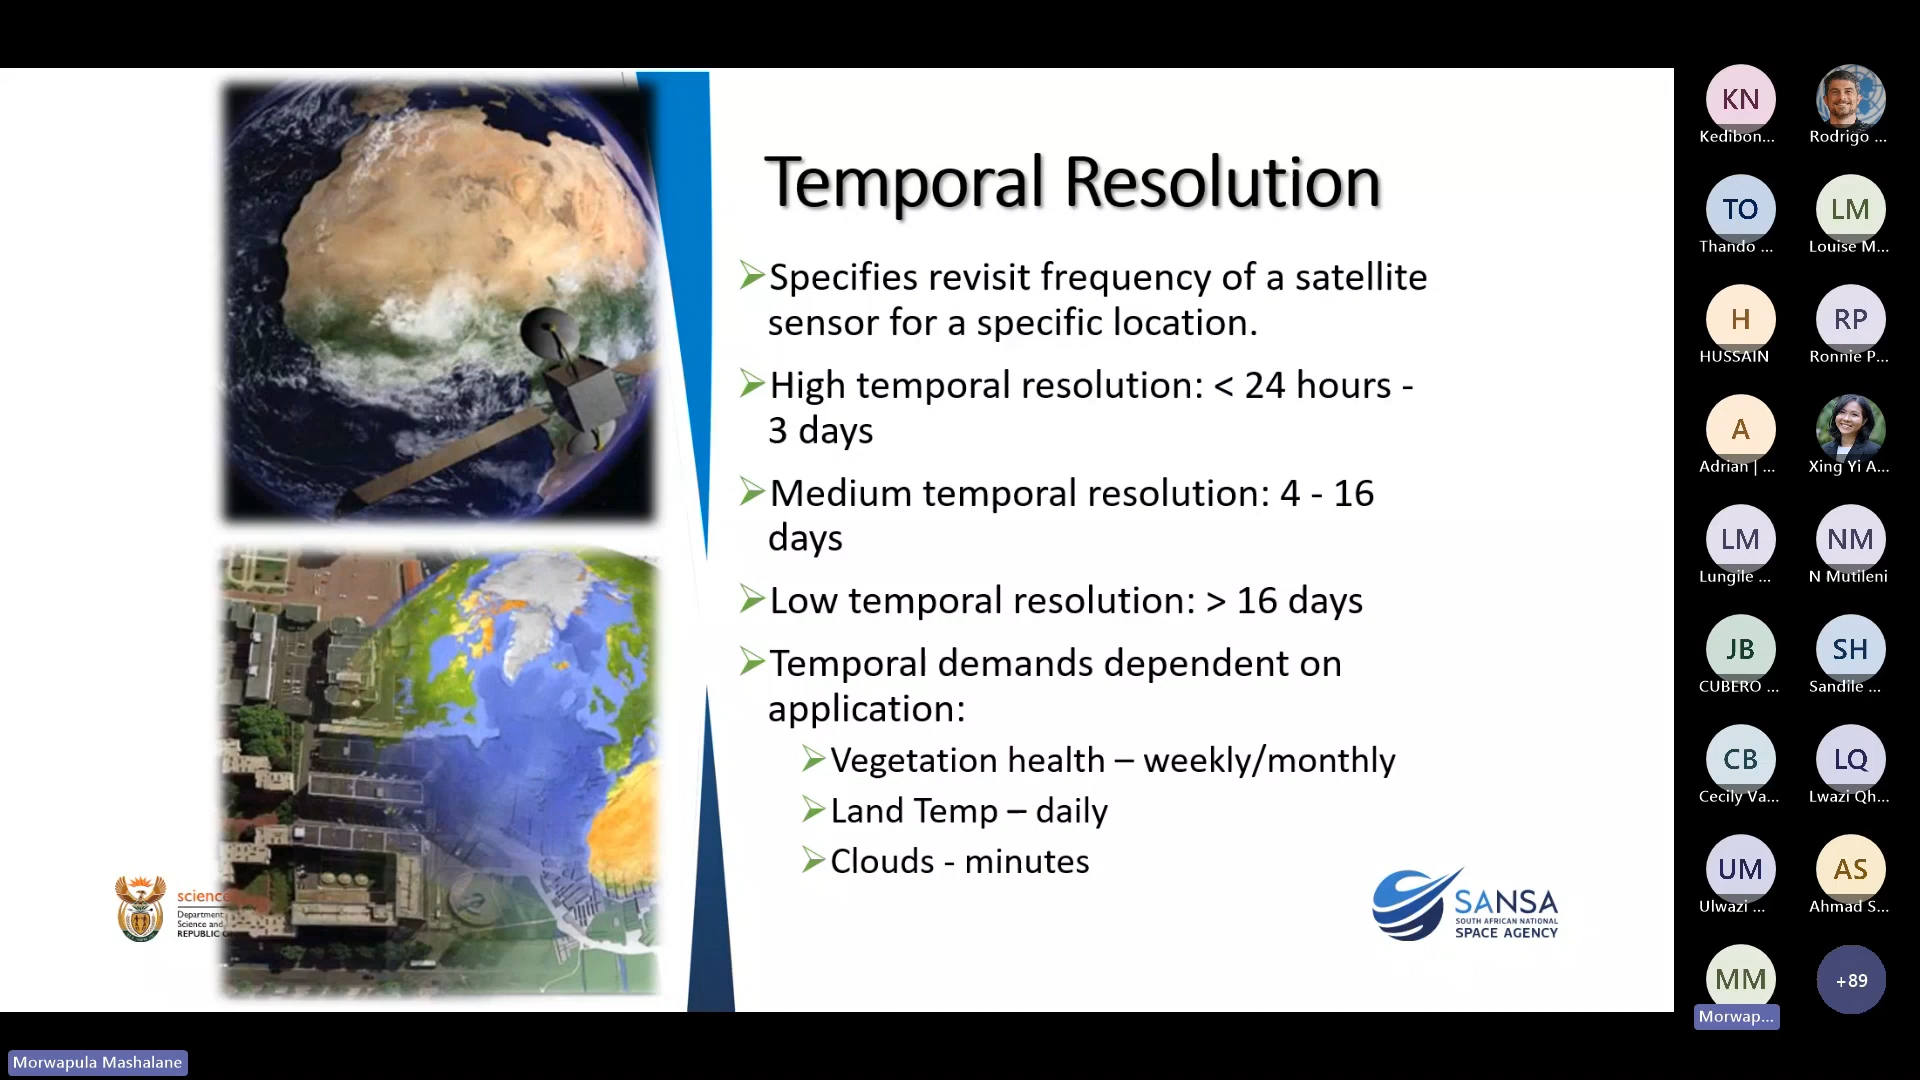 Temporal Resolution
➢Specifies revisit frequency of a satellite
sensor for a specific location.
➢High temporal resolution: < 24 hours -
3 days
➢Medium temporal resolution: 4 - 16
days
➢Low temporal resolution: > 16 days
➢Temporal demands dependent on
application:
➢Vegetation health – weekly/monthly
➢Land Temp – daily
➢Clouds - minutes
science
Department
Science and
REPUBLIC O
SANSA
SOUTH AFRICAN NATIONAL
SPACE AGENCY
KN
Kedibon...
Rodrigo ...
TO
Thando ...
LM
Louise M...
H
HUSSAIN
RP
Ronnie P...
A
Adrian | ...
Xing Yi A...
LM
Lungile ...
NM
N Mutileni
JB
CUBERO ...
SH
Sandile ...
CB
Cecily Va...
LQ
Lwazi Qh...
UM
Ulwazi ...
AS
Ahmad S...
MM
Morwap...
+89
Morwapula Mashalane